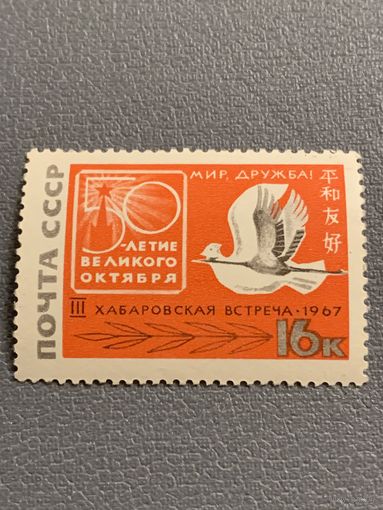 ПОЧТА СССР
50
-ЛЕТИЕ
ВЕЛИКОГО
ОКТЯБРЯ
МИР, ДРУЖБА!
平和友好
III ХАБАРОВСКАЯ ВСТРЕЧА·1967
16К